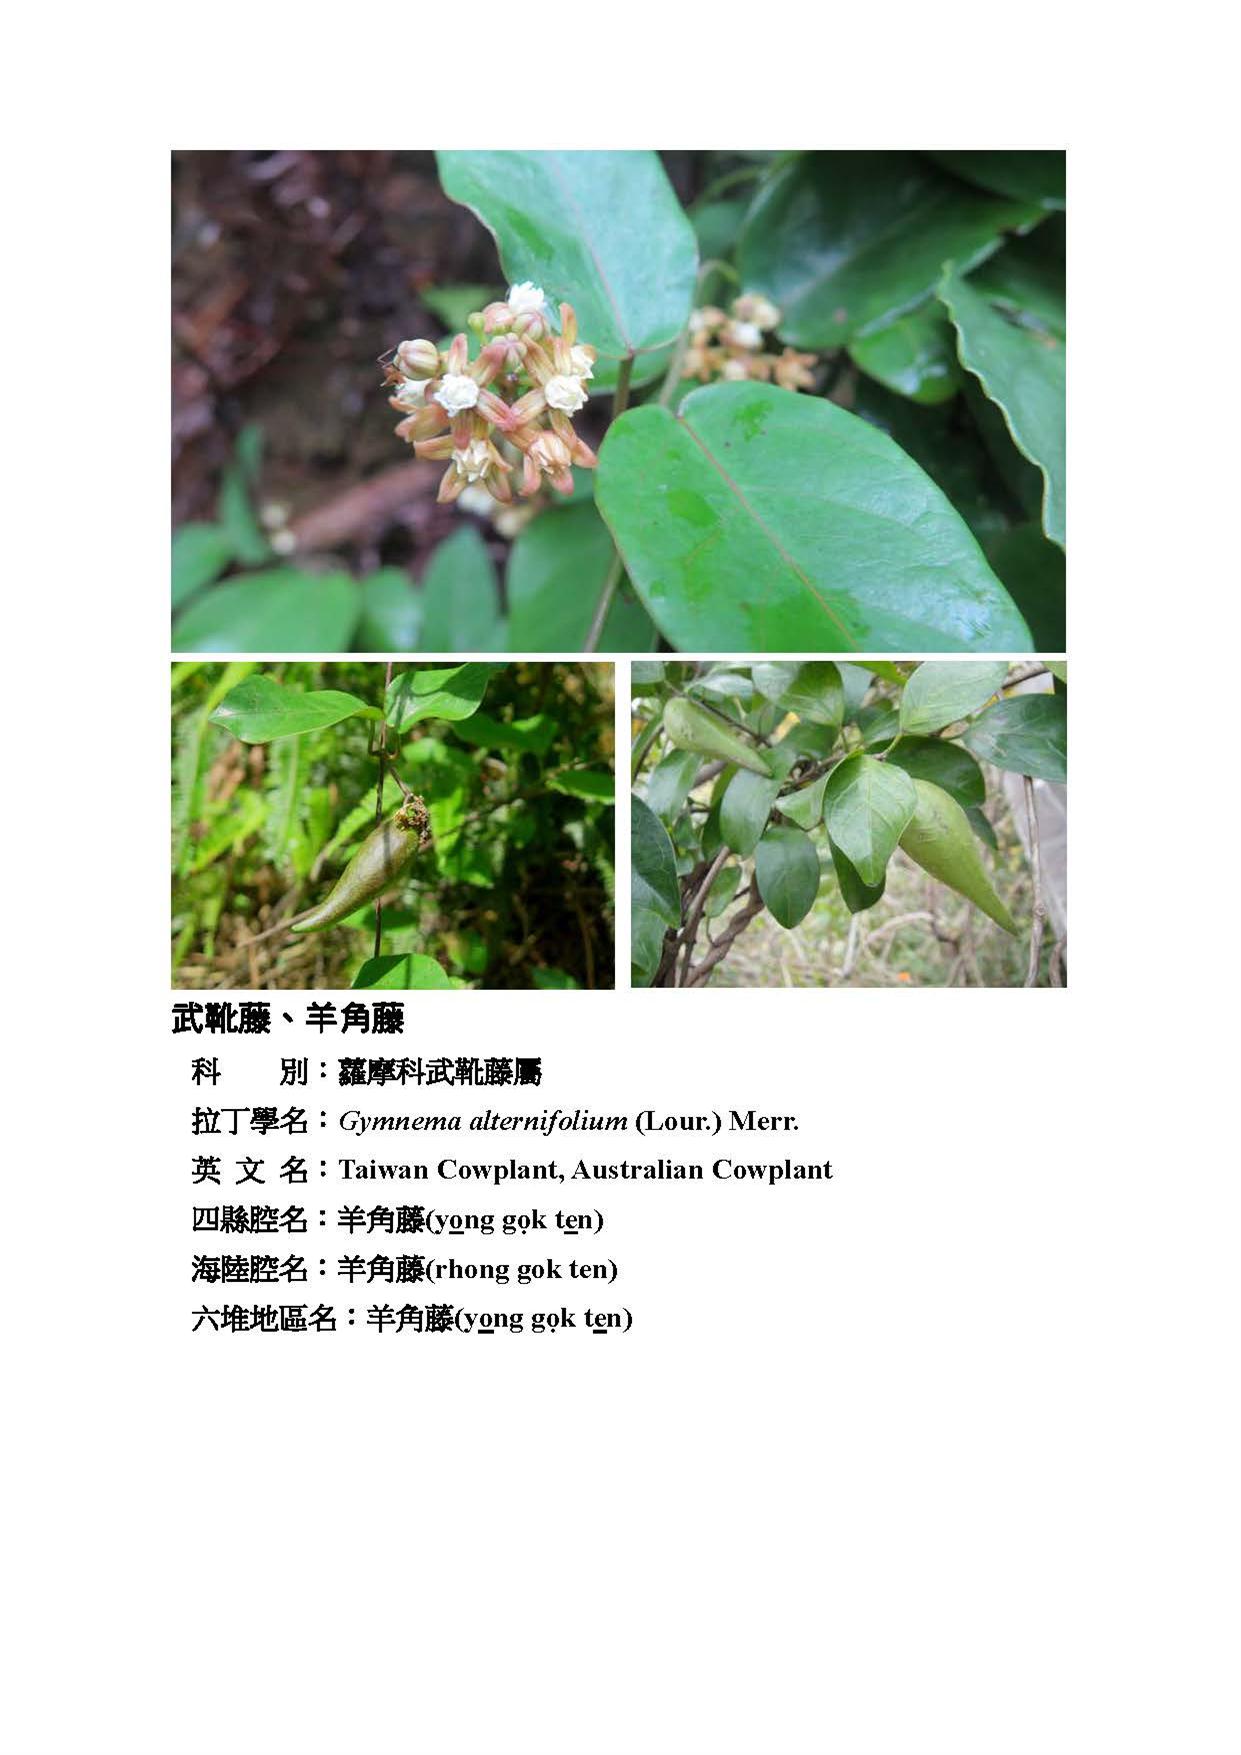 武靴藤、羊角藤
科　　別：蘿摩科武靴藤屬
拉丁學名：Gymnema alternifolium (Lour.) Merr.
英 文 名：Taiwan Cowplant, Australian Cowplant
四縣腔名：羊角藤(yo̲ng gọk te̲n)
海陸腔名：羊角藤(rhong gok ten)
六堆地區名：羊角藤(yo̲ng gọk te̲n)